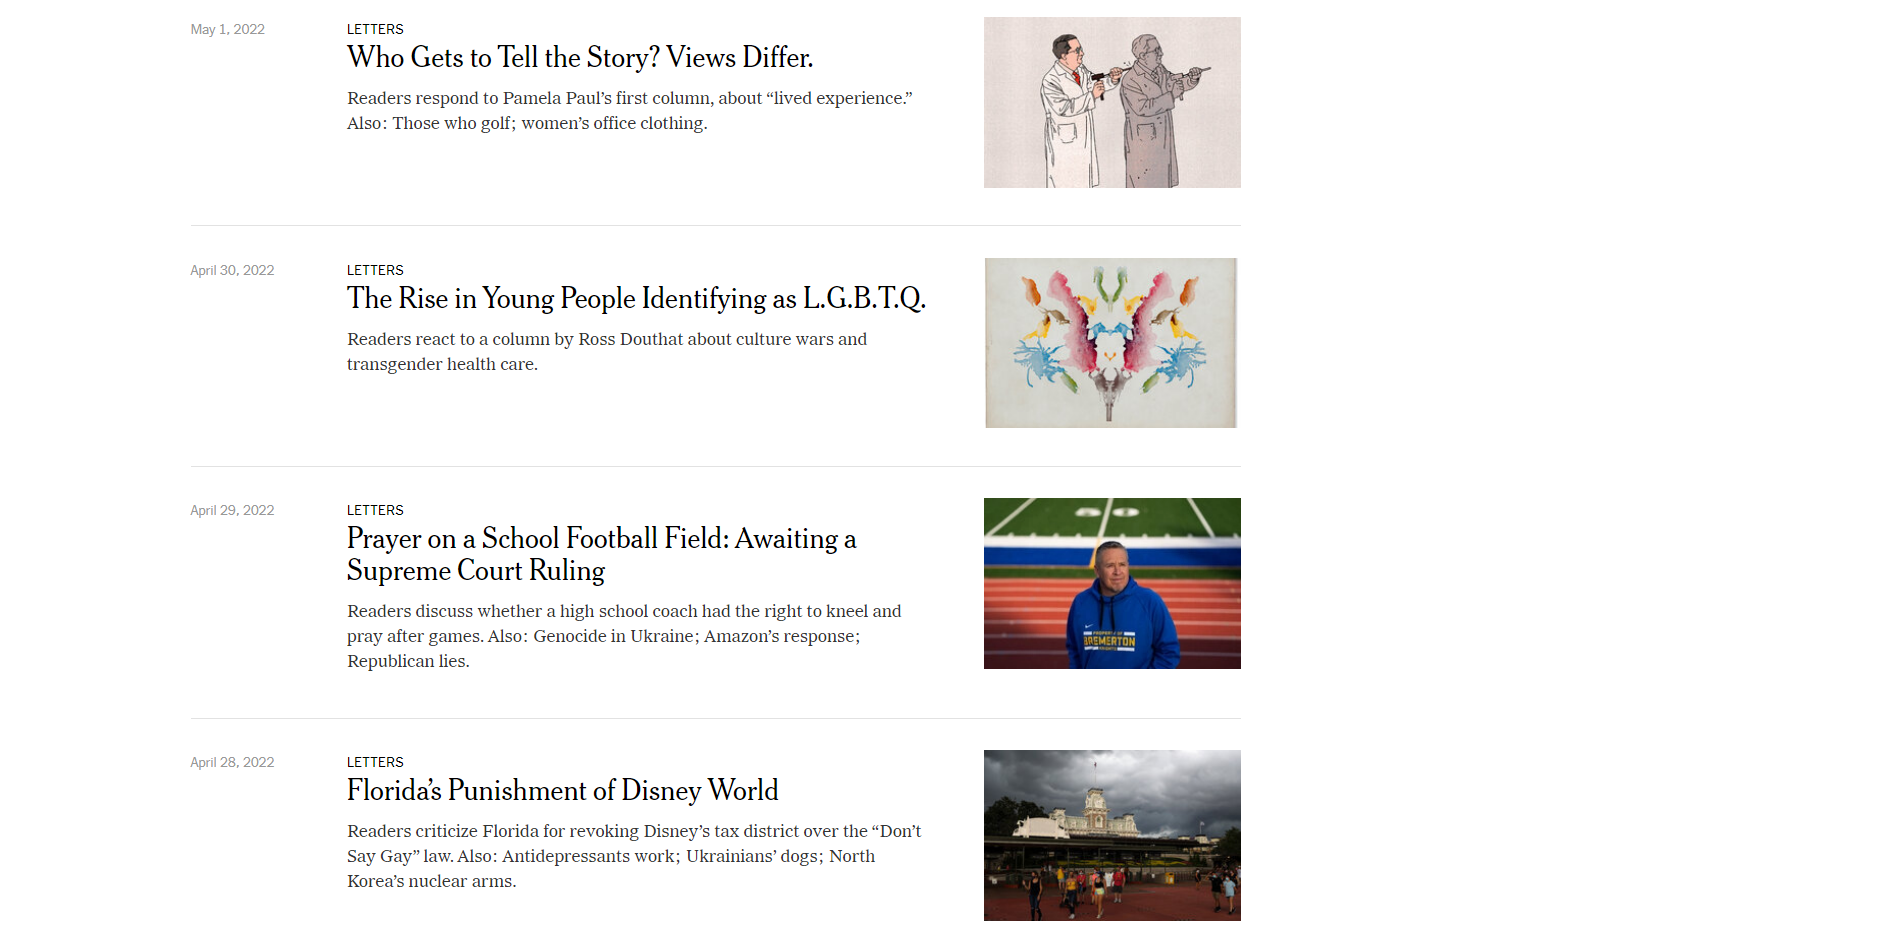 May 1, 2022
LETTERS
Who Gets to Tell the Story? Views Differ.
Readers respond to Pamela Paul’s first column, about “lived experience.”
Also: Those who golf; women’s office clothing.
April 30, 2022
LETTERS
The Rise in Young People Identifying as L.G.B.T.Q.
Readers react to a column by Ross Douthat about culture wars and
transgender health care.
April 29, 2022
LETTERS
Prayer on a School Football Field: Awaiting a
Supreme Court Ruling
Readers discuss whether a high school coach had the right to kneel and
pray after games. Also: Genocide in Ukraine; Amazon’s response;
Republican lies.
PROPERTY OF
BREMERTON
April 28, 2022
LETTERS
Florida’s Punishment of Disney World
Readers criticize Florida for revoking Disney’s tax district over the “Don’t
Say Gay” law. Also: Antidepressants work; Ukrainians’ dogs; North
Korea’s nuclear arms.